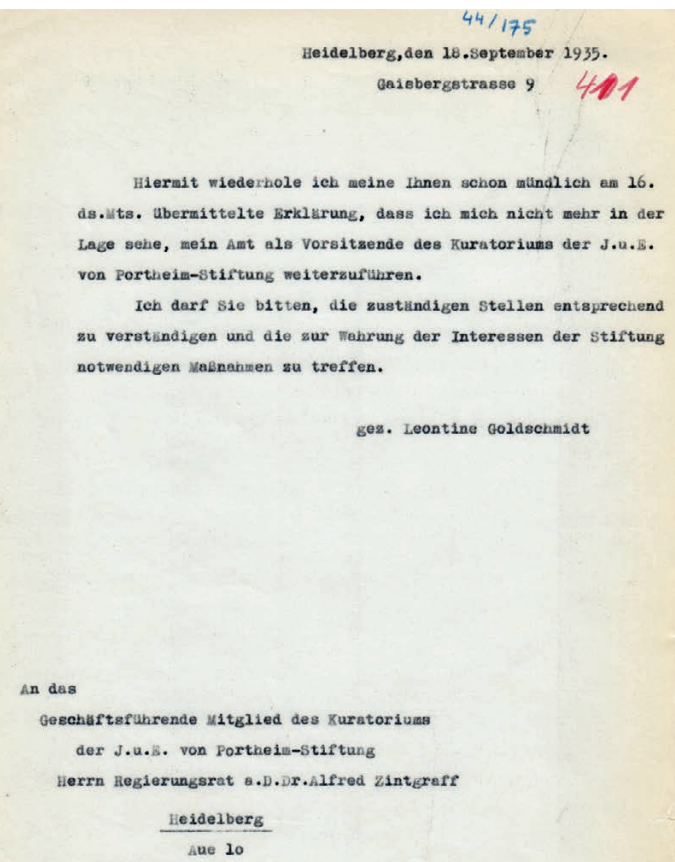 44/175
Heidelberg,den 18.September 1935.
Gaisbergstrasse 9
401
Hiermit wiederhole ich meine Ihnen schon mündlich am 16.
ds.Mts. übermittelte Erklärung, dass ich mich nicht mehr in der
Lage sehe, mein Amt als Vorsitzende des Kuratoriums der J.u.E.
von Portheim-Stiftung weiterzuführen.
Ich darf Sie bitten, die zuständigen Stellen entsprechend
zu verständigen und die zur Wahrung der Interessen der Stiftung
notwendigen Maßnahmen zu treffen.
gez. Leontine Goldschmidt
An das
Geschäftsführende Mitglied des Kuratoriums
der J.u.E. von Portheim-Stiftung
Herrn Regierungsrat a.D.Dr.Alfred Zintgraff
Heidelberg
Aue lo